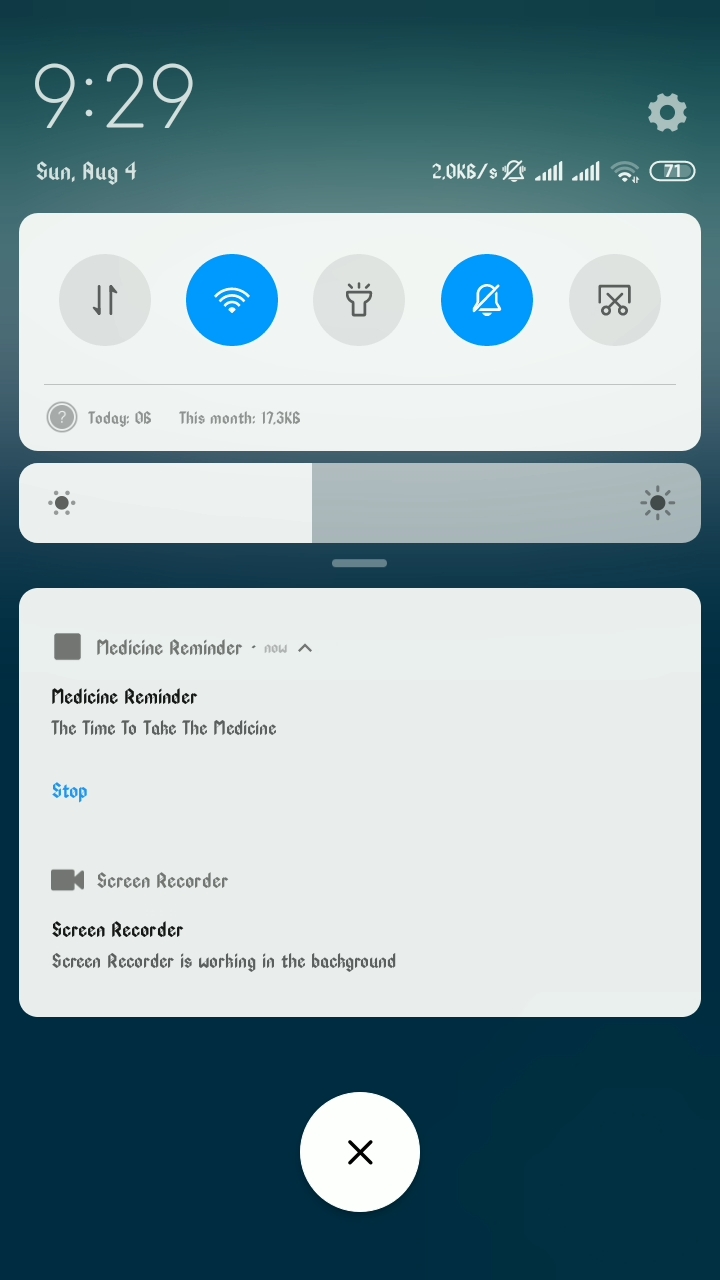 9:29
Sun, Aug 4
2.0KB/s
71
Today: 0B This month: 17.3KB
Medicine Reminder · now
Medicine Reminder
The Time To Take The Medicine
Stop
Screen Recorder
Screen Recorder
Screen Recorder is working in the background